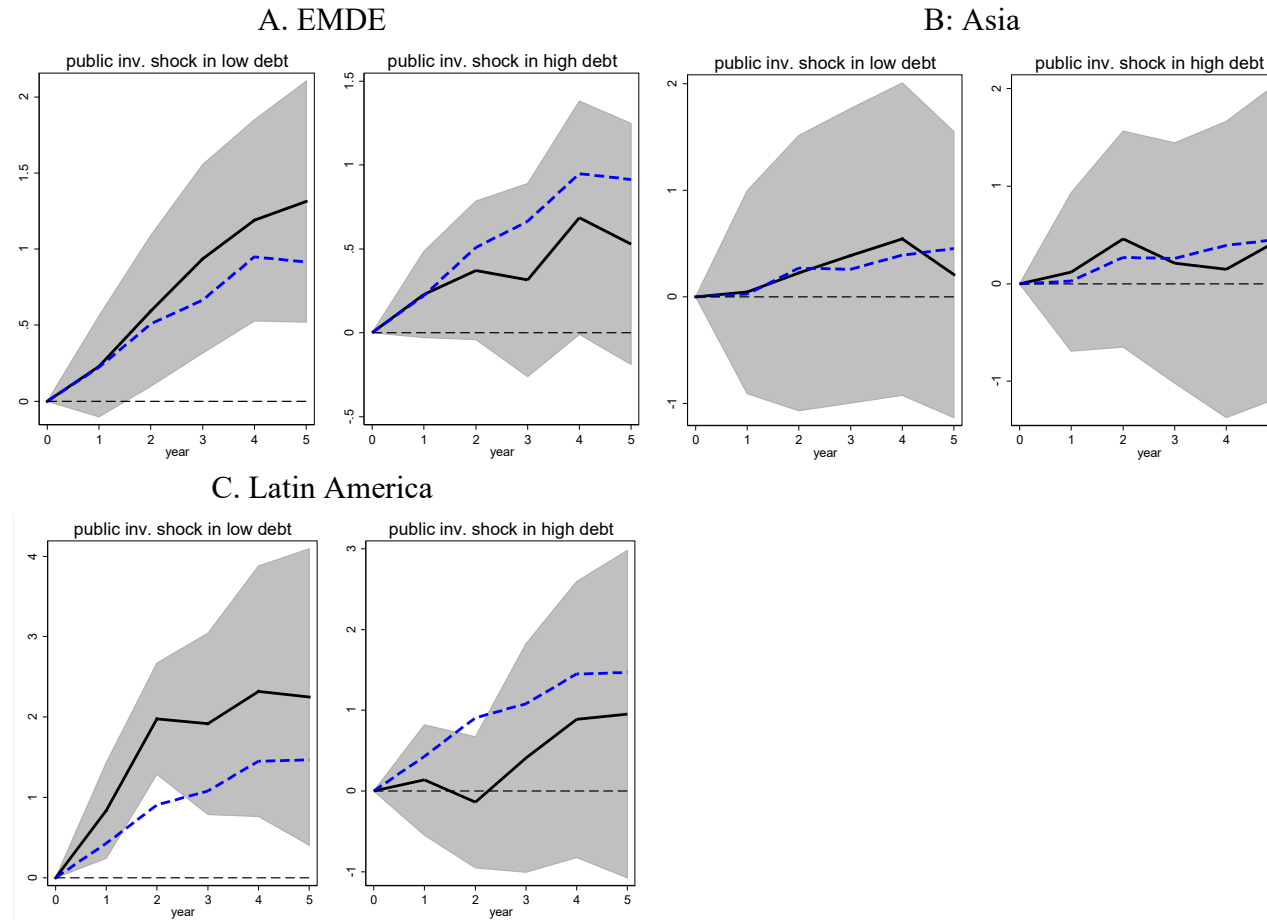 A. EMDE
B: Asia
public inv. shock in low debt
public inv. shock in high debt
public inv. shock in low debt
public inv. shock in high debt
2
1.5
1
.5
0
0 1 2 3 4 5
year
1.5
1
.5
0
-.5
0 1 2 3 4 5
year
2
1
0
-1
0 1 2 3 4 5
year
2
1
0
-1
0 1 2 3 4
year
C. Latin America
public inv. shock in low debt
public inv. shock in high debt
4
3
2
1
0
0 1 2 3 4 5
year
3
2
1
0
-1
0 1 2 3 4 5
year